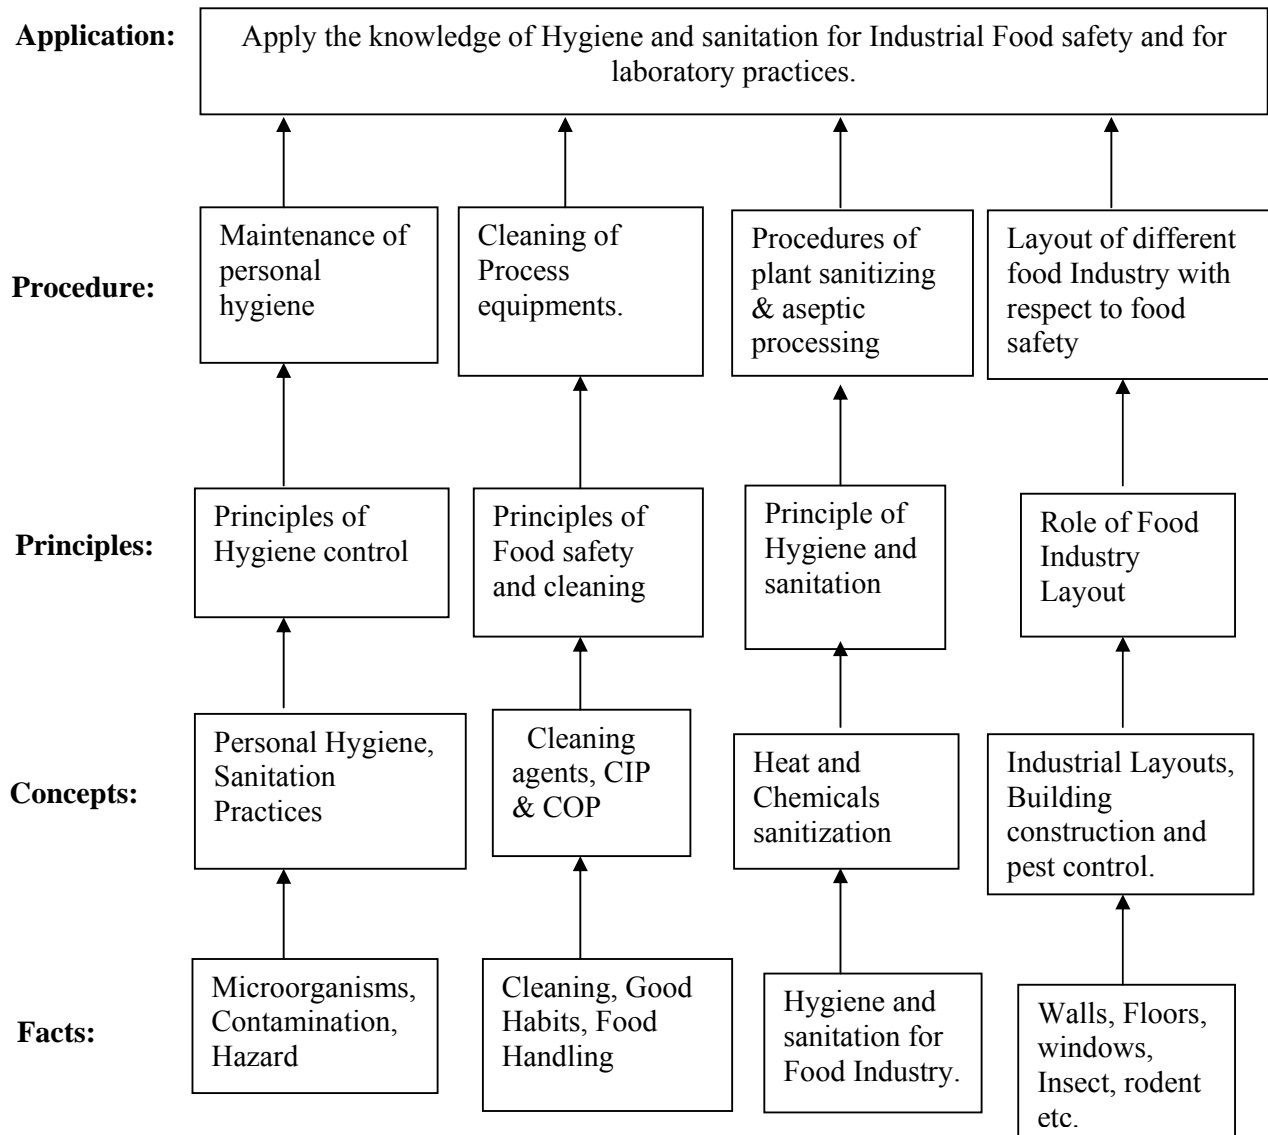 Application:
Apply the knowledge of Hygiene and sanitation for Industrial Food safety and for
laboratory practices.
Procedure:
Maintenance of
personal
hygiene
Cleaning of
Process
equipments.
Procedures of
plant sanitizing
& aseptic
processing
Layout of different
food Industry with
respect to food
safety
Principles:
Principles of
Hygiene control
Principles of
Food safety
and cleaning
Principle of
Hygiene and
sanitation
Role of Food
Industry
Layout
Concepts:
Personal Hygiene,
Sanitation
Practices
Cleaning
agents, CIP
& COP
Heat and
Chemicals
sanitization
Industrial Layouts,
Building
construction and
pest control.
Facts:
Microorganisms,
Contamination,
Hazard
Cleaning, Good
Habits, Food
Handling
Hygiene and
sanitation for
Food Industry.
Walls, Floors,
windows,
Insect, rodent
etc.